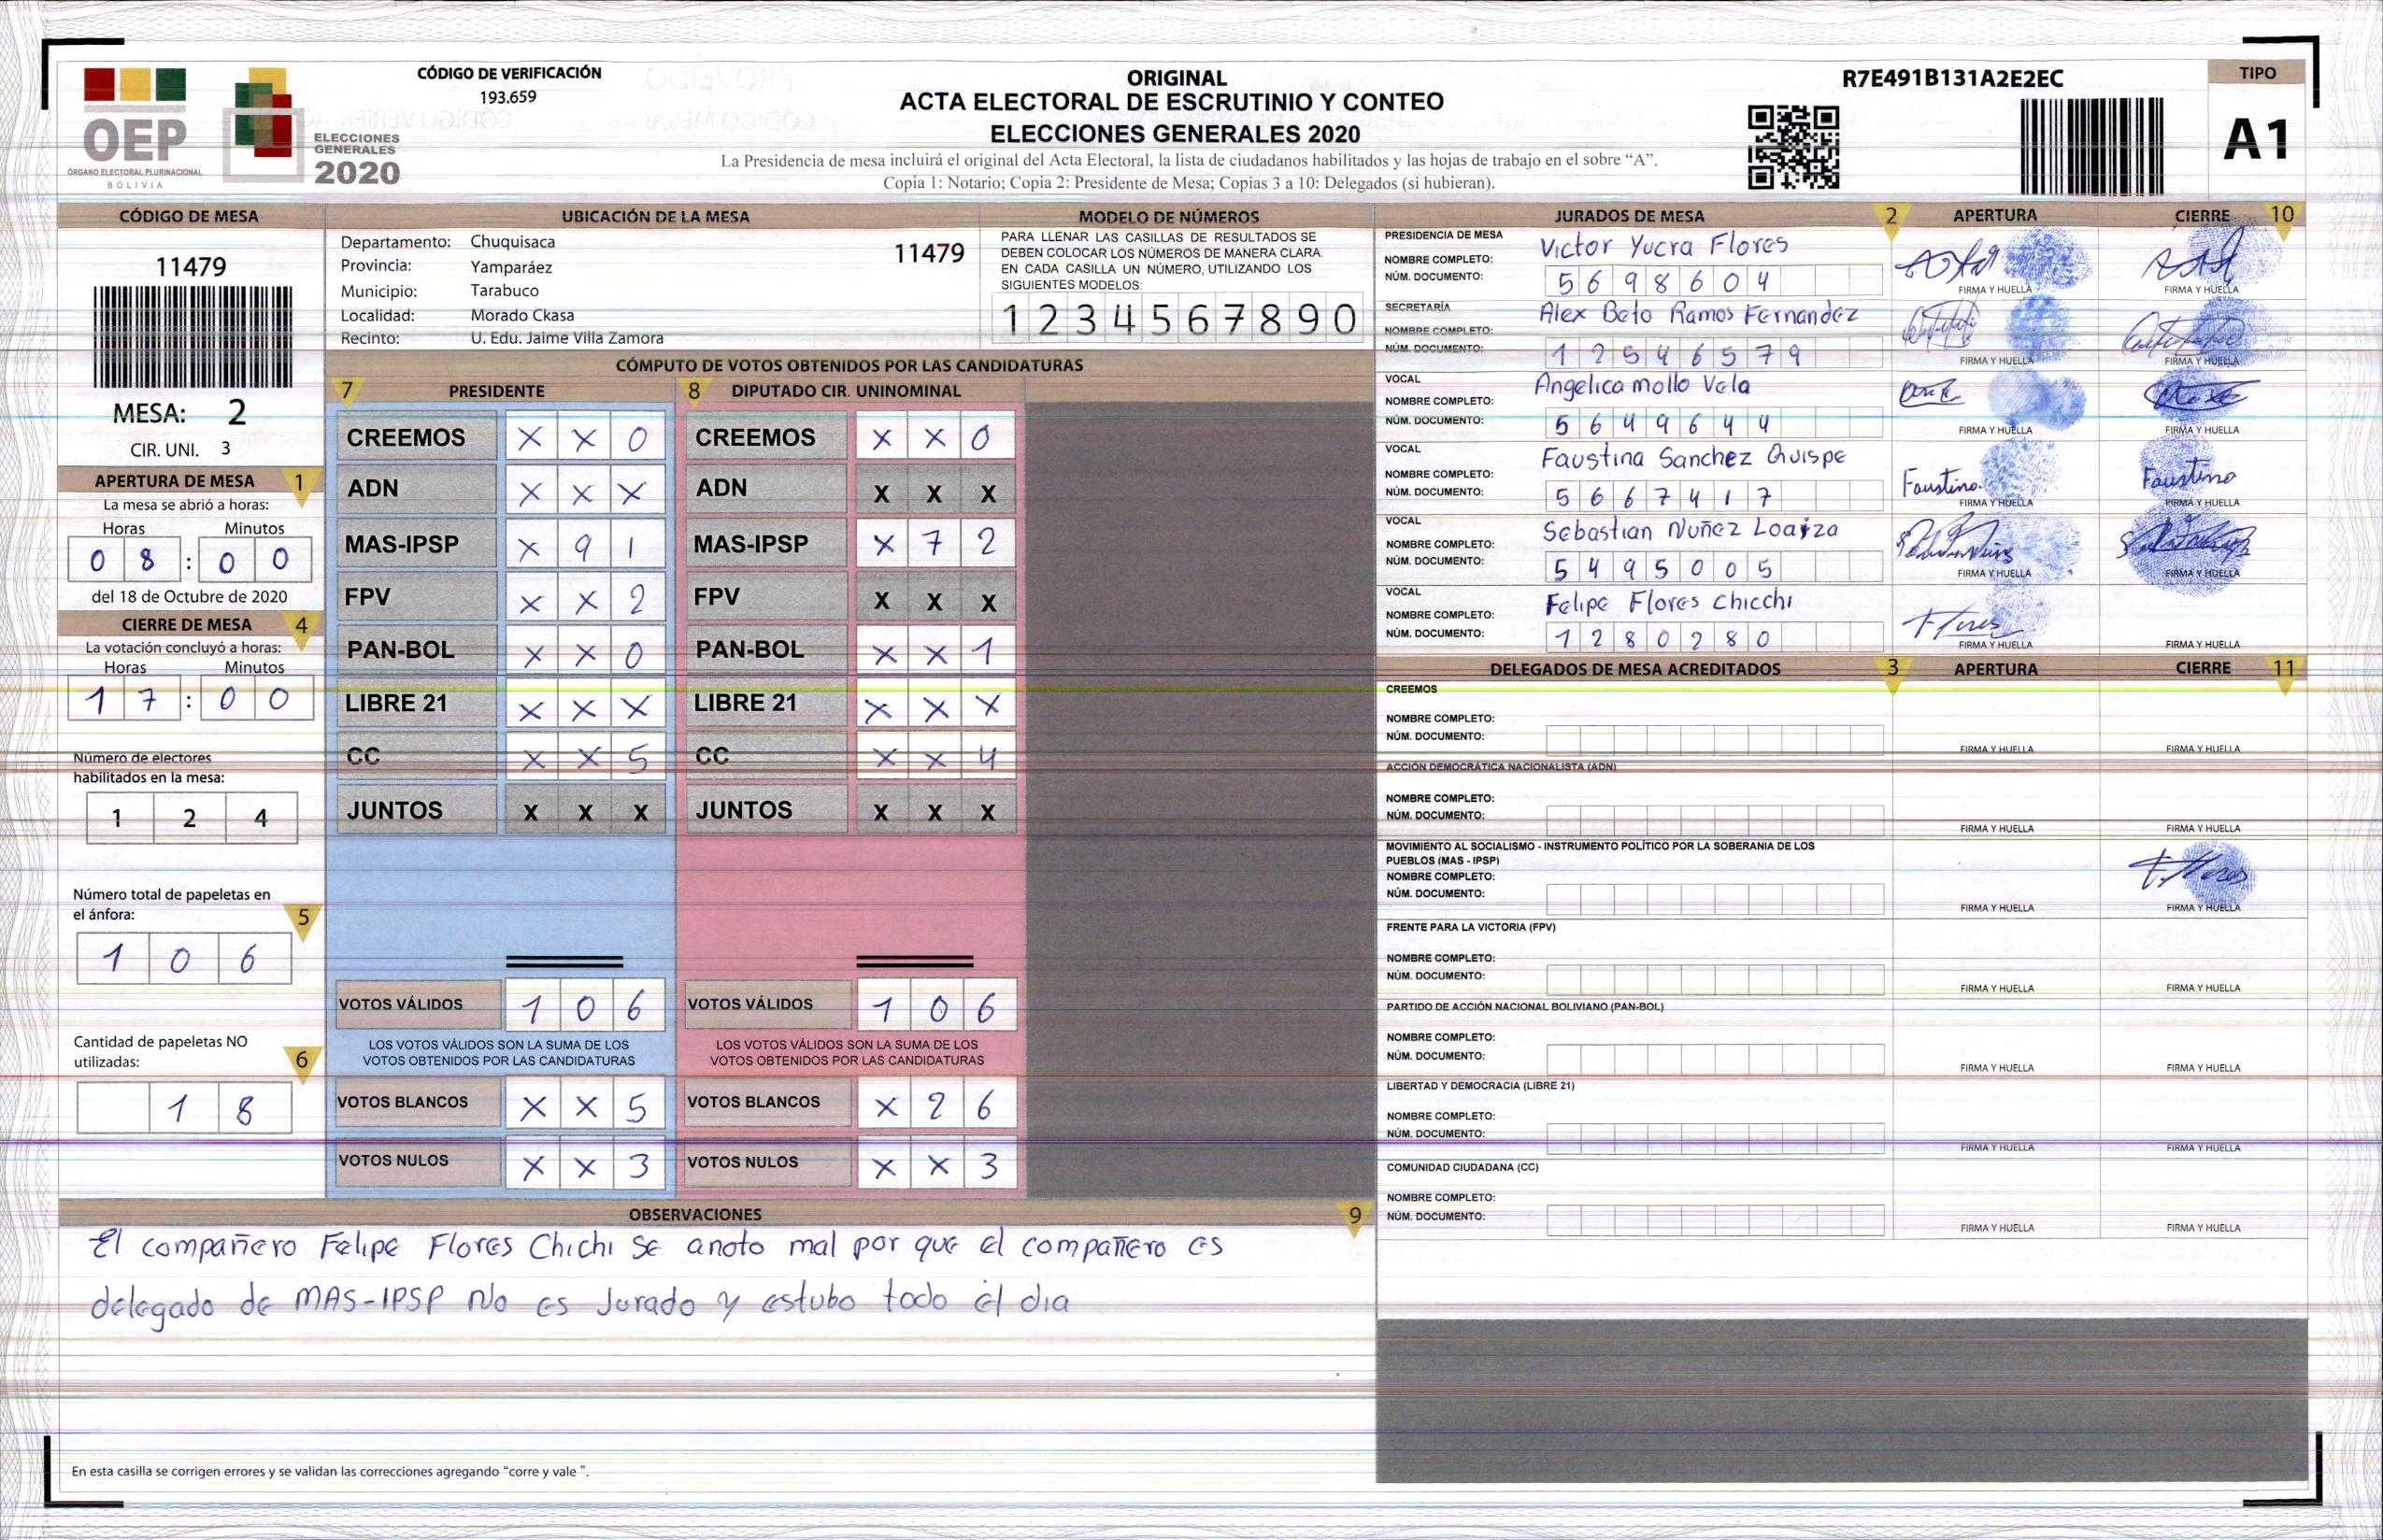 CÓDIGO DE VERIFICACIÓN
193.659
OEP
ÓRGANO ELECTORAL PLURINACIONAL
BOLIVIA
ELECCIONES
GENERALES
2020
ORIGINAL
ACTA ELECTORAL DE ESCRUTINIO Y CONTEO
ELECCIONES GENERALES 2020
La Presidencia de mesa incluirá el original del Acta Electoral, la lista de ciudadanos habilitados y las hojas de trabajo en el sobre “A”.
Copia 1: Notario; Copia 2: Presidente de Mesa; Copias 3 a 10: Delegados (si hubieran).
R7E491B131A2E2EC
TIPO
A1
CÓDIGO DE MESA
11479
MESA: 2
CIR. UNI. 3
APERTURA DE MESA 1
La mesa se abrió a horas:
Horas Minutos
0 8 : 0 0
del 18 de Octubre de 2020
CIERRE DE MESA 4
La votación concluyó a horas:
Horas Minutos
1 7 : 0 0
Número de electores
habilitados en la mesa:
1 2 4
Número total de papeletas en
el ánfora: 5
1 0 6
Cantidad de papeletas NO
utilizadas: 6
1 8
UBICACIÓN DE LA MESA
Departamento: Chuquisaca 11479
Provincia: Yamparáez
Municipio: Tarabuco
Localidad: Morado Ckasa
Recinto: U. Edu. Jaime Villa Zamora
MODELO DE NÚMEROS
PARA LLENAR LAS CASILLAS DE RESULTADOS SE
DEBEN COLOCAR LOS NÚMEROS DE MANERA CLARA.
EN CADA CASILLA UN NÚMERO, UTILIZANDO LOS
SIGUIENTES MODELOS:
1 2 3 4 5 6 7 8 9 0
CÓMPUTO DE VOTOS OBTENIDOS POR LAS CANDIDATURAS
7 PRESIDENTE 8 DIPUTADO CIR. UNINOMINAL
CREEMOS X X 0 CREEMOS X X 0
ADN X X X ADN X X X
MAS-IPSP X 9 1 MAS-IPSP X 7 2
FPV X X 2 FPV X X X
PAN-BOL X X 0 PAN-BOL X X 1
LIBRE 21 X X X LIBRE 21 X X X
CC X X 5 CC X X 4
JUNTOS X X X JUNTOS X X X
VOTOS VÁLIDOS 1 0 6 VOTOS VÁLIDOS 1 0 6
LOS VOTOS VÁLIDOS SON LA SUMA DE LOS LOS VOTOS VÁLIDOS SON LA SUMA DE LOS
VOTOS OBTENIDOS POR LAS CANDIDATURAS VOTOS OBTENIDOS POR LAS CANDIDATURAS
VOTOS BLANCOS X X 5 VOTOS BLANCOS X 2 6
VOTOS NULOS X X 3 VOTOS NULOS X X 3
OBSERVACIONES 9
El compañero Felipe Flores Chichi se anoto mal por que el compañero es
delegado de MAS-IPSP No es Jurado y estubo todo el dia
En esta casilla se corrigen errores y se validan las correcciones agregando “corre y vale ”.
JURADOS DE MESA 2 APERTURA CIERRE 10
PRESIDENCIA DE MESA
NOMBRE COMPLETO: Victor Yucra Flores
NÚM. DOCUMENTO: 5 6 9 8 6 0 4
FIRMA Y HUELLA FIRMA Y HUELLA
SECRETARÍA
NOMBRE COMPLETO: Alex Beto Ramos Fernandez
NÚM. DOCUMENTO: 1 2 5 4 6 5 7 9
FIRMA Y HUELLA FIRMA Y HUELLA
VOCAL
NOMBRE COMPLETO: Angelica mollo Vela
NÚM. DOCUMENTO: 5 6 4 9 6 4 4
FIRMA Y HUELLA FIRMA Y HUELLA
VOCAL
NOMBRE COMPLETO: Faustina Sanchez Quispe
NÚM. DOCUMENTO: 5 6 6 7 4 1 7
Faustino Faustino
FIRMA Y HUELLA FIRMA Y HUELLA
VOCAL
NOMBRE COMPLETO: Sebastian Nuñez Loaiza
NÚM. DOCUMENTO: 5 4 9 5 0 0 5
FIRMA Y HUELLA FIRMA Y HUELLA
VOCAL
NOMBRE COMPLETO: Felipe Flores Chicchi
NÚM. DOCUMENTO: 1 2 8 0 2 8 0
FIRMA Y HUELLA FIRMA Y HUELLA
DELEGADOS DE MESA ACREDITADOS 3 APERTURA CIERRE 11
CREEMOS
NOMBRE COMPLETO:
NÚM. DOCUMENTO:
FIRMA Y HUELLA FIRMA Y HUELLA
ACCIÓN DEMOCRÁTICA NACIONALISTA (ADN)
NOMBRE COMPLETO:
NÚM. DOCUMENTO:
FIRMA Y HUELLA FIRMA Y HUELLA
MOVIMIENTO AL SOCIALISMO - INSTRUMENTO POLÍTICO POR LA SOBERANIA DE LOS
PUEBLOS (MAS - IPSP)
NOMBRE COMPLETO:
NÚM. DOCUMENTO:
FIRMA Y HUELLA FIRMA Y HUELLA
FRENTE PARA LA VICTORIA (FPV)
NOMBRE COMPLETO:
NÚM. DOCUMENTO:
FIRMA Y HUELLA FIRMA Y HUELLA
PARTIDO DE ACCIÓN NACIONAL BOLIVIANO (PAN-BOL)
NOMBRE COMPLETO:
NÚM. DOCUMENTO:
FIRMA Y HUELLA FIRMA Y HUELLA
LIBERTAD Y DEMOCRACIA (LIBRE 21)
NOMBRE COMPLETO:
NÚM. DOCUMENTO:
FIRMA Y HUELLA FIRMA Y HUELLA
COMUNIDAD CIUDADANA (CC)
NOMBRE COMPLETO:
NÚM. DOCUMENTO:
FIRMA Y HUELLA FIRMA Y HUELLA